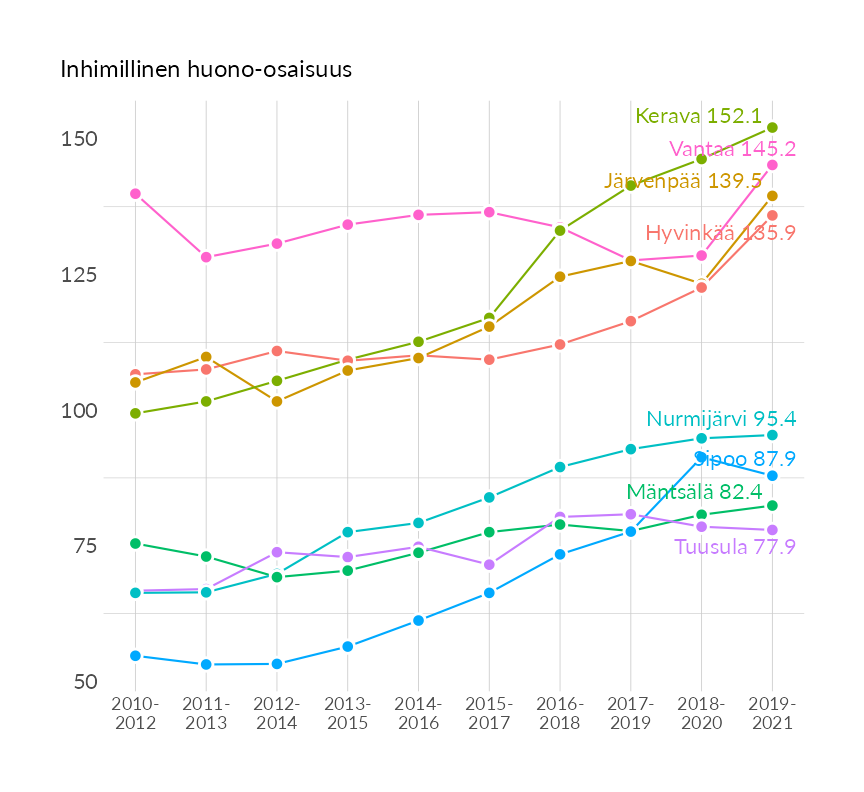 Inhimillinen huono-osaisuus
150
125
100
75
50
Kerava 152.1
Vantaa 145.2
Järvenpää 139.5
Hyvinkää 135.9
Nurmijärvi 95.4
Sipoo 87.9
Mäntsälä 82.4
Tuusula 77.9
2010- 2011- 2012- 2013- 2014- 2015- 2016- 2017- 2018- 2019-
2012 2013 2014 2015 2016 2017 2018 2019 2020 2021